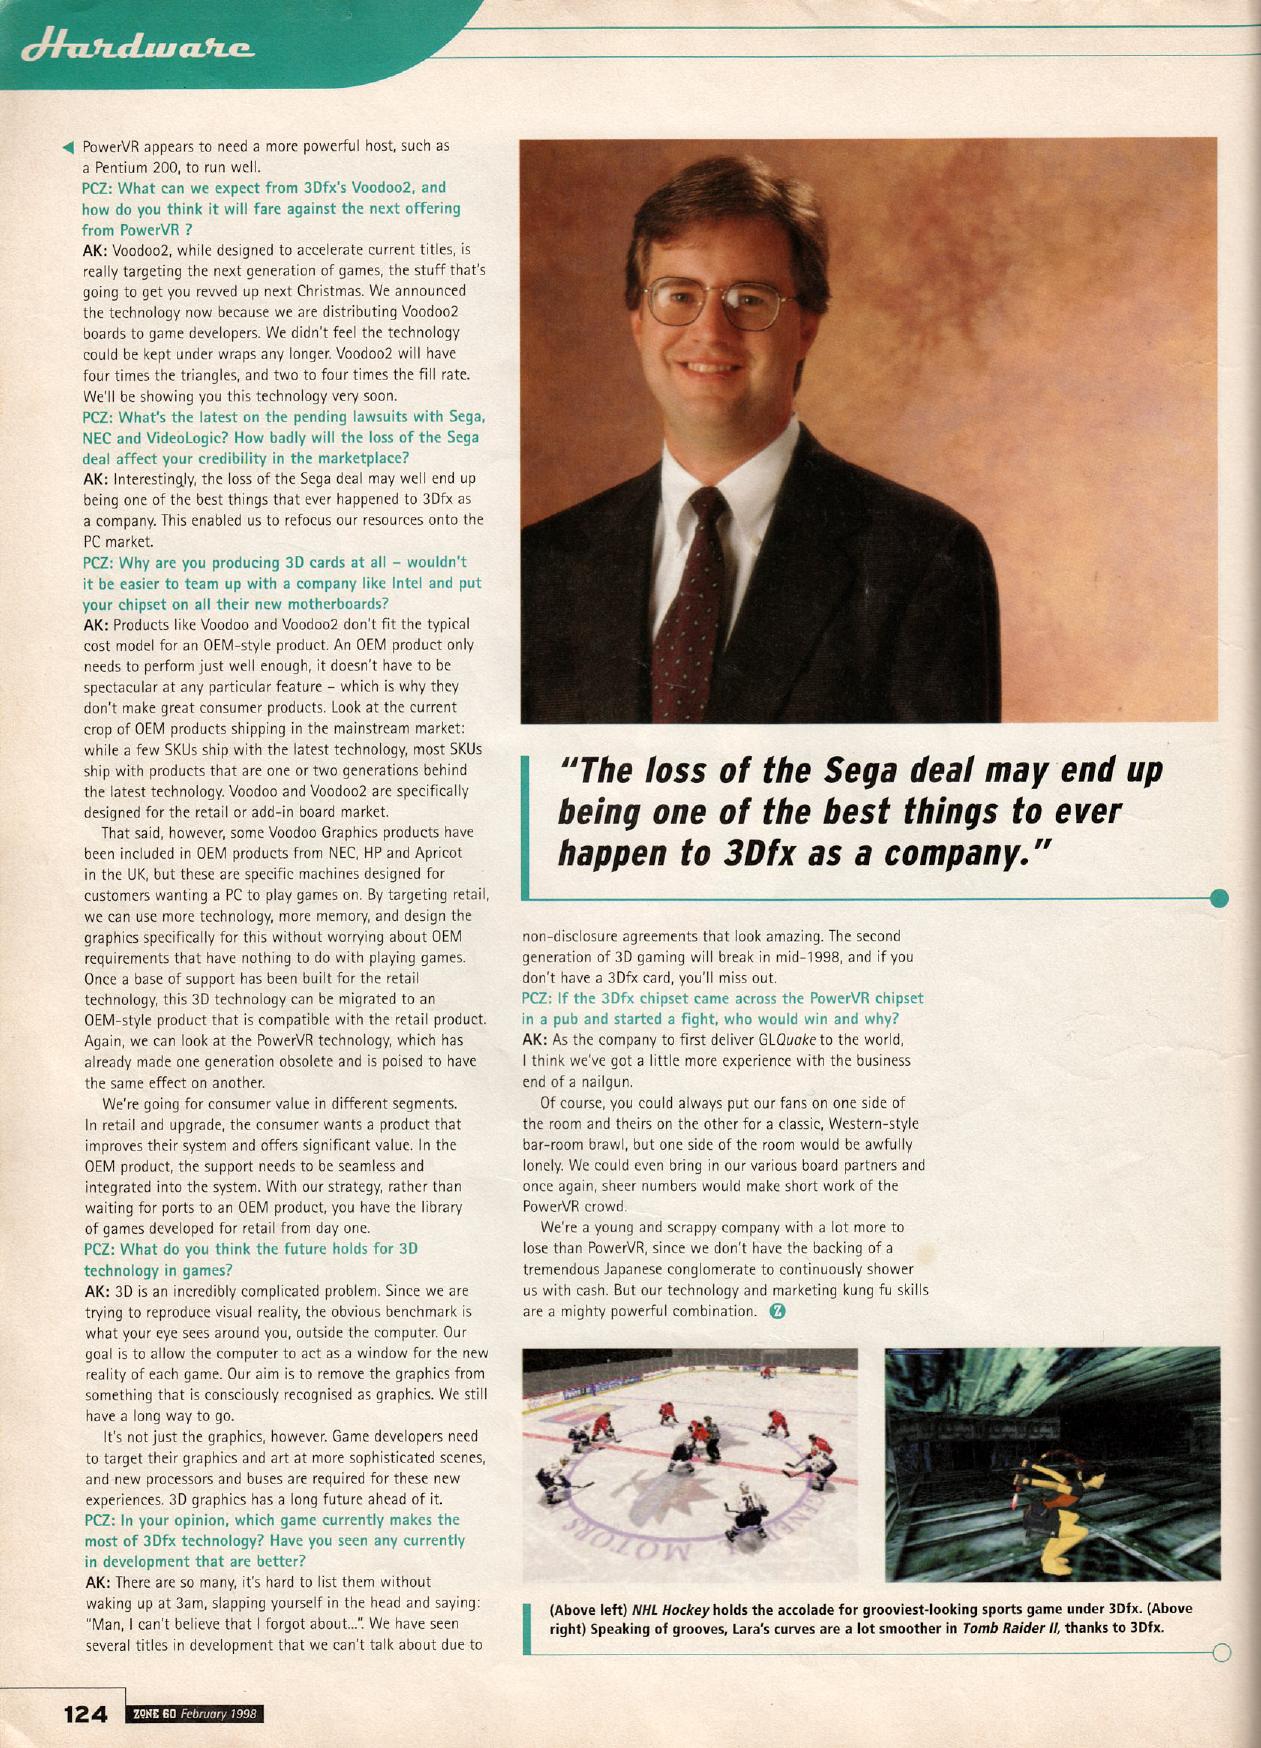 Hardware
PowerVR appears to need a more powerful host, such as
a Pentium 200, to run well.
PCZ: What can we expect from 3Dfx's Voodoo2, and
how do you think it will fare against the next offering
from PowerVR ?
AK: Voodoo2, while designed to accelerate current titles, is
really targeting the next generation of games, the stuff that's
going to get you revved up next Christmas. We announced
the technology now because we are distributing Voodoo2
boards to game developers. We didn't feel the technology
could be kept under wraps any longer. Voodoo2 will have
four times the triangles, and two to four times the fill rate.
We'll be showing you this technology very soon.
PCZ: What's the latest on the pending lawsuits with Sega,
NEC and VideoLogic? How badly will the loss of the Sega
deal affect your credibility in the marketplace?
AK: Interestingly, the loss of the Sega deal may well end up
being one of the best things that ever happened to 3Dfx as
a company. This enabled us to refocus our resources onto the
PC market.
PCZ: Why are you producing 3D cards at all – wouldn't
it be easier to team up with a company like Intel and put
your chipset on all their new motherboards?
AK: Products like Voodoo and Voodoo2 don't fit the typical
cost model for an OEM-style product. An OEM product only
needs to perform just well enough, it doesn't have to be
spectacular at any particular feature – which is why they
don't make great consumer products. Look at the current
crop of OEM products shipping in the mainstream market:
while a few SKUs ship with the latest technology, most SKUs
ship with products that are one or two generations behind
the latest technology. Voodoo and Voodoo2 are specifically
designed for the retail or add-in board market.
That said, however, some Voodoo Graphics products have
been included in OEM products from NEC, HP and Apricot
in the UK, but these are specific machines designed for
customers wanting a PC to play games on. By targeting retail,
we can use more technology, more memory, and design the
graphics specifically for this without worrying about OEM
requirements that have nothing to do with playing games.
Once a base of support has been built for the retail
technology, this 3D technology can be migrated to an
OEM-style product that is compatible with the retail product.
Again, we can look at the PowerVR technology, which has
already made one generation obsolete and is poised to have
the same effect on another.
We're going for consumer value in different segments.
In retail and upgrade, the consumer wants a product that
improves their system and offers significant value. In the
OEM product, the support needs to be seamless and
integrated into the system. With our strategy, rather than
waiting for ports to an OEM product, you have the library
of games developed for retail from day one.
PCZ: What do you think the future holds for 3D
technology in games?
AK: 3D is an incredibly complicated problem. Since we are
trying to reproduce visual reality, the obvious benchmark is
what your eye sees around you, outside the computer. Our
goal is to allow the computer to act as a window for the new
reality of each game. Our aim is to remove the graphics from
something that is consciously recognised as graphics. We still
have a long way to go.
It's not just the graphics, however. Game developers need
to target their graphics and art at more sophisticated scenes,
and new processors and buses are required for these new
experiences. 3D graphics has a long future ahead of it.
PCZ: In your opinion, which game currently makes the
most of 3Dfx technology? Have you seen any currently
in development that are better?
AK: There are so many, it's hard to list them without
waking up at 3am, slapping yourself in the head and saying:
"Man, I can't believe that I forgot about...". We have seen
several titles in development that we can't talk about due to
"The loss of the Sega deal may end up
being one of the best things to ever
happen to 3Dfx as a company."
non-disclosure agreements that look amazing. The second
generation of 3D gaming will break in mid-1998, and if you
don't have a 3Dfx card, you'll miss out.
PCZ: If the 3Dfx chipset came across the PowerVR chipset
in a pub and started a fight, who would win and why?
AK: As the company to first deliver GLQuake to the world,
I think we've got a little more experience with the business
end of a nailgun.
Of course, you could always put our fans on one side of
the room and theirs on the other for a classic, Western-style
bar-room brawl, but one side of the room would be awfully
lonely. We could even bring in our various board partners and
once again, sheer numbers would make short work of the
PowerVR crowd.
We're a young and scrappy company with a lot more to
lose than PowerVR, since we don't have the backing of a
tremendous Japanese conglomerate to continuously shower
us with cash. But our technology and marketing kung fu skills
are a mighty powerful combination. Z
GENERAL
MOTORS
(Above left) NHL Hockey holds the accolade for grooviest-looking sports game under 3Dfx. (Above
right) Speaking of grooves, Lara's curves are a lot smoother in Tomb Raider II, thanks to 3Dfx.
124 ZONE 60 February 1998